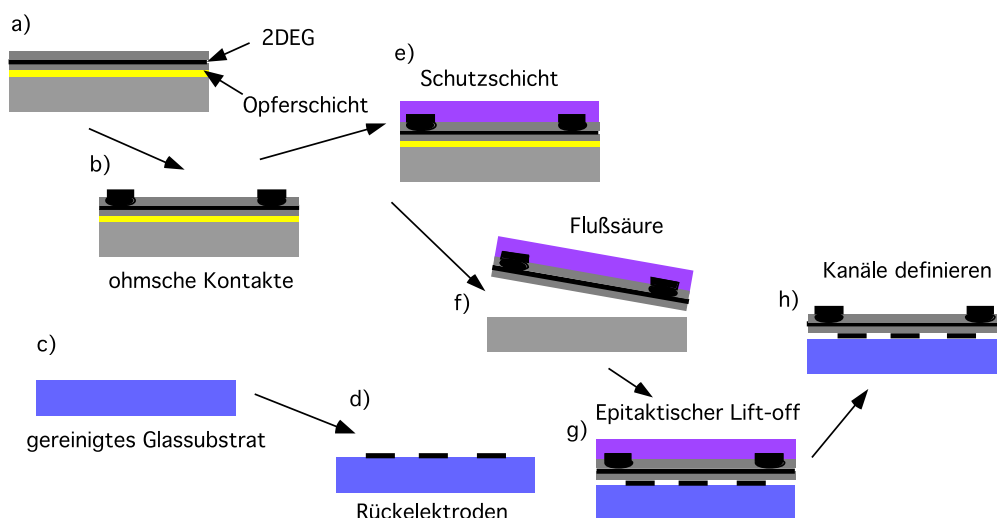 a)
2DEG
Opferschicht
b)
ohmsche Kontakte
c)
gereinigtes Glassubstrat
d)
Rückelektroden
e)
Schutzschicht
f)
Flußsäure
g)
Epitaktischer Lift-off
h)
Kanäle definieren